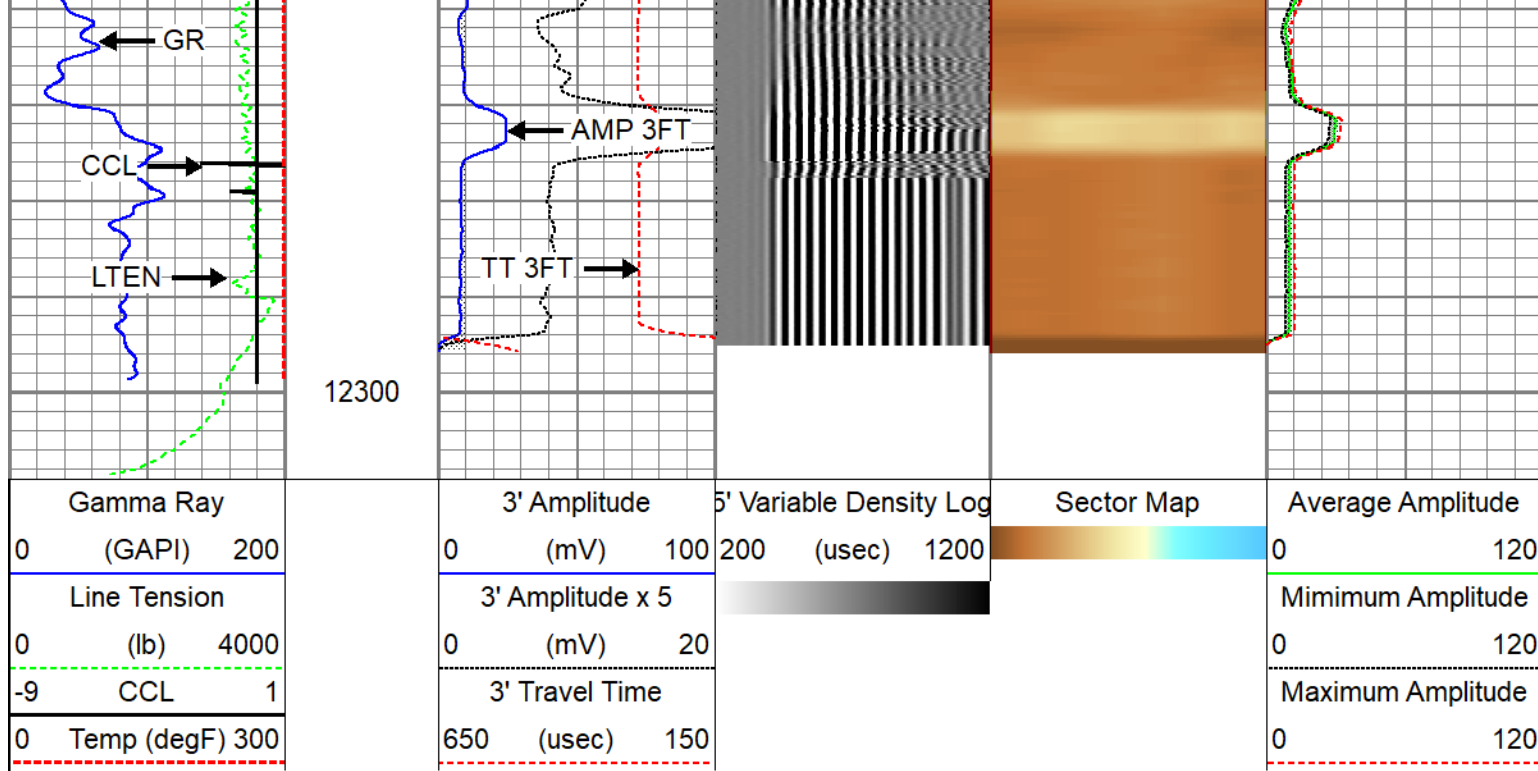 GR
AMP 3FT
CCL
TT 3FT
LTEN
12300
Gamma Ray
0 (GAPI) 200
Line Tension
0 (lb) 4000
-9 CCL 1
0 Temp (degF) 300
3' Amplitude
0 (mV) 100
3' Amplitude x 5
0 (mV) 20
3' Travel Time
650 (usec) 150
5' Variable Density Log
200 (usec) 1200
Sector Map
Average Amplitude
0 120
Mimimum Amplitude
0 120
Maximum Amplitude
0 120